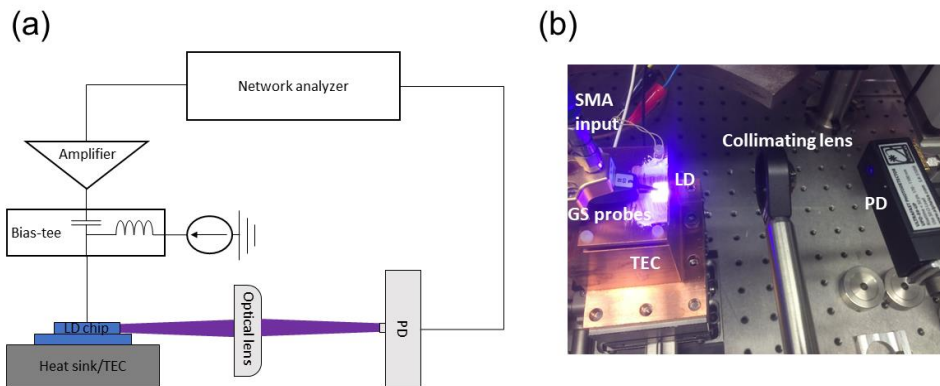 (a)
Network analyzer
Amplifier
Bias-tee
LD chip
Heat sink/TEC
Optical lens
PD
(b)
SMA
input
Collimating lens
LD
GS probes
PD
TEC